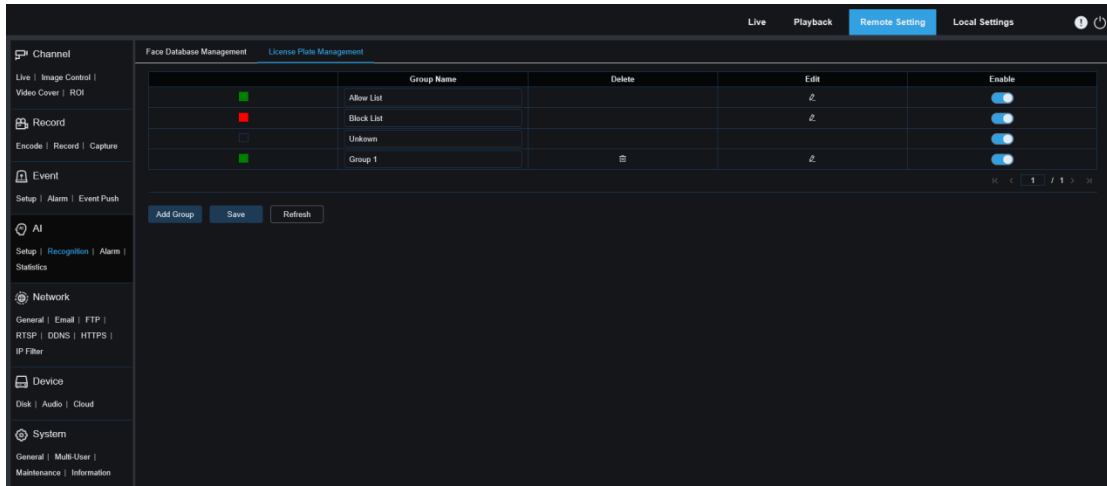 Live Playback Remote Setting Local Settings
Channel
Live | Image Control |
Video Cover | ROI
Record
Encode | Record | Capture
Event
Setup | Alarm | Event Push
AI
Setup | Recognition | Alarm |
Statistics
Network
General | Email | FTP |
RTSP | DDNS | HTTPS |
IP Filter
Device
Disk | Audio | Cloud
System
General | Multi-User |
Maintenance | Information
Face Database Management License Plate Management
Group Name Delete Edit Enable
Allow List
Block List
Unkown
Group 1
1 / 1
Add Group Save Refresh